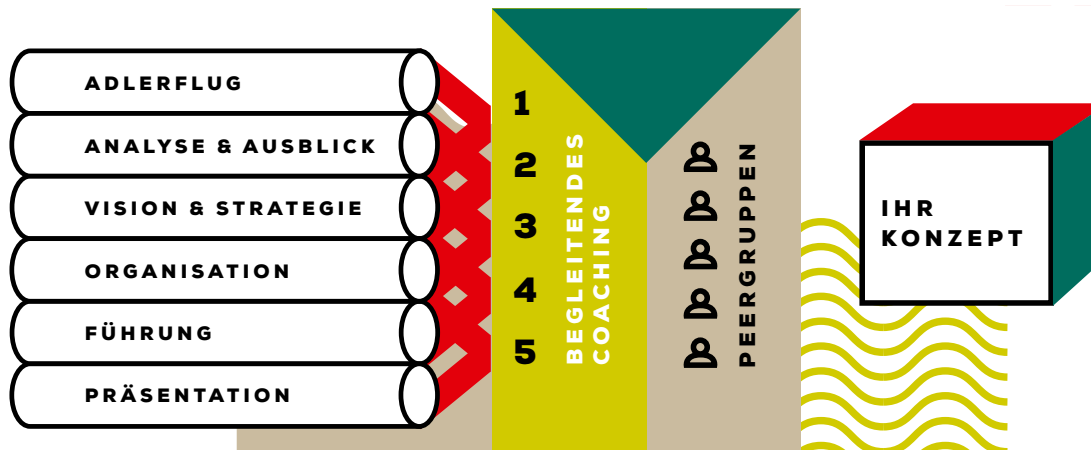 ADLERFLUG
ANALYSE & AUSBLICK
VISION & STRATEGIE
ORGANISATION
FÜHRUNG
PRÄSENTATION
1
2
3
4
5
BEGLEITENDES
COACHING
PEERGRUPPEN
IHR
KONZEPT